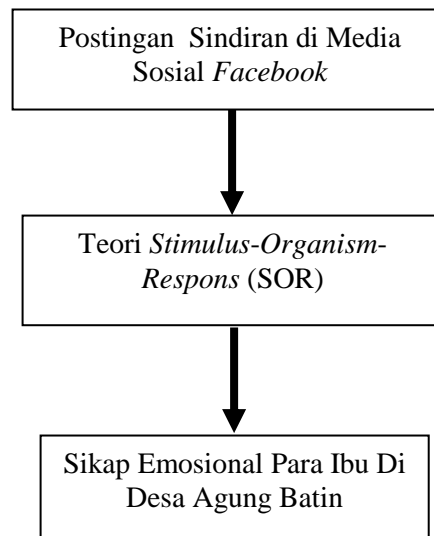 Postingan Sindiran di Media
Sosial Facebook
Teori Stimulus-Organism-
Respons (SOR)
Sikap Emosional Para Ibu Di
Desa Agung Batin